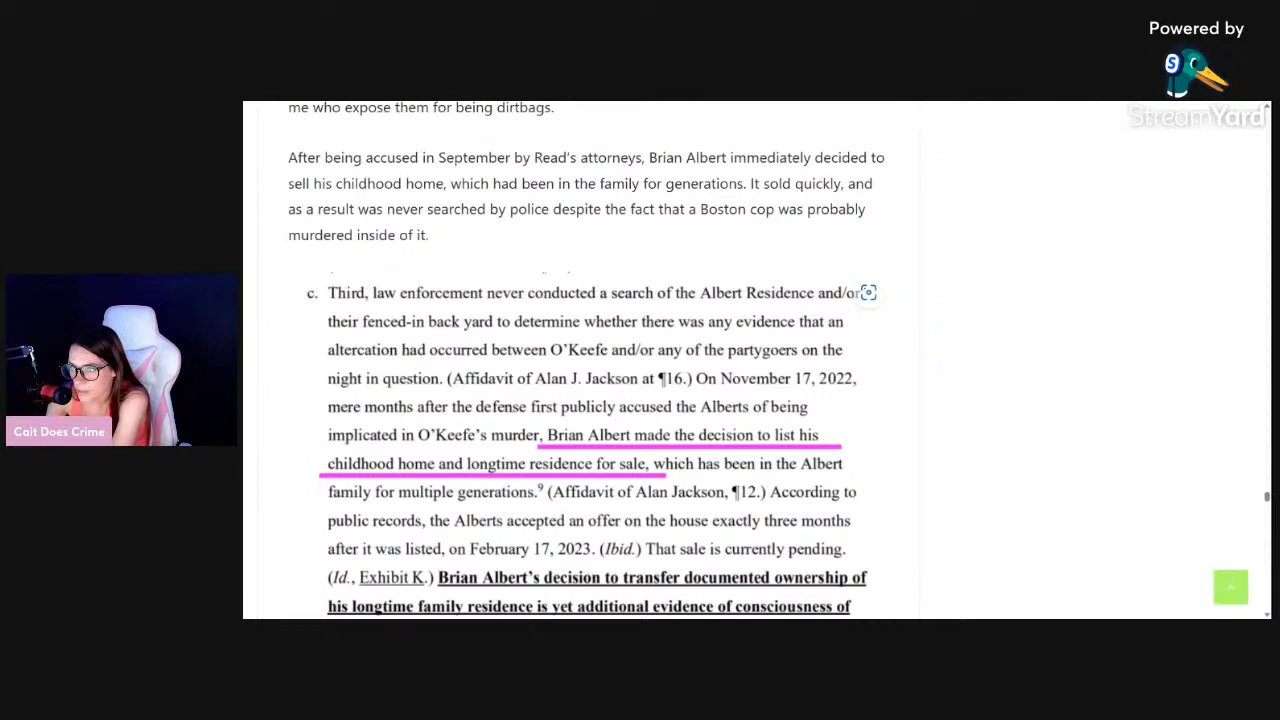 Powered by
S
StreamYard
me who expose them for being dirtbags.
After being accused in September by Read's attorneys, Brian Albert immediately decided to
sell his childhood home, which had been in the family for generations. It sold quickly, and
as a result was never searched by police despite the fact that a Boston cop was probably
murdered inside of it.
c. Third, law enforcement never conducted a search of the Albert Residence and/or
their fenced-in back yard to determine whether there was any evidence that an
altercation had occurred between O'Keefe and/or any of the partygoers on the
night in question. (Affidavit of Alan J. Jackson at ¶16.) On November 17, 2022,
mere months after the defense first publicly accused the Alberts of being
implicated in O'Keefe's murder, Brian Albert made the decision to list his
childhood home and longtime residence for sale, which has been in the Albert
family for multiple generations.⁹ (Affidavit of Alan Jackson, ¶12.) According to
public records, the Alberts accepted an offer on the house exactly three months
after it was listed, on February 17, 2023. (Ibid.) That sale is currently pending.
(Id., Exhibit K.) Brian Albert's decision to transfer documented ownership of
his longtime family residence is yet additional evidence of consciousness of
Cait Does Crime